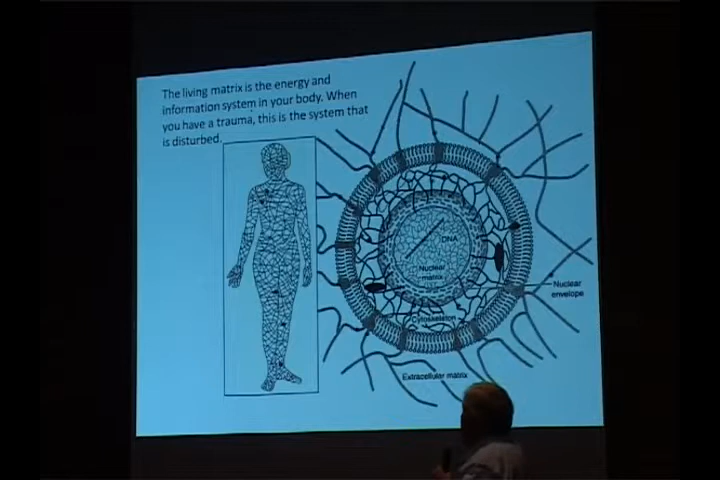 The living matrix is the energy and
information system in your body. When
you have a trauma, this is the system that
is disturbed.
DNA
Nuclear
matrix
Nuclear
envelope
Cytoskeleton
Extracellular matrix